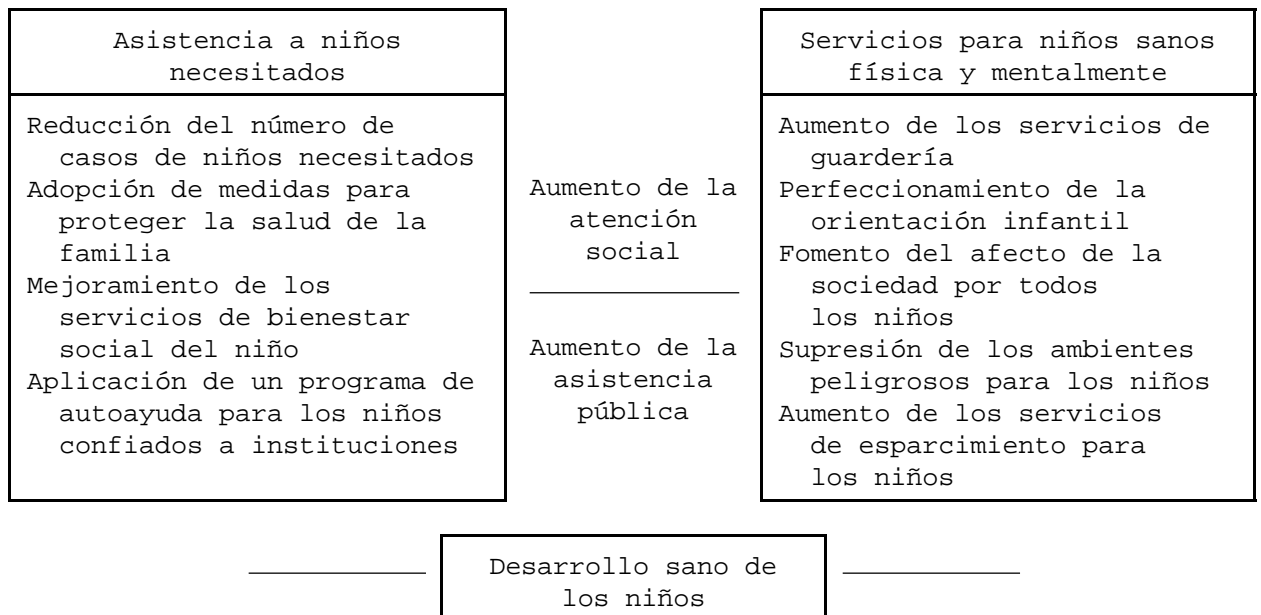 Asistencia a niños
necesitados
Reducción del número de
casos de niños necesitados
Adopción de medidas para
proteger la salud de la
familia
Mejoramiento de los
servicios de bienestar
social del niño
Aplicación de un programa de
autoayuda para los niños
confiados a instituciones
Aumento de la
atención
social
Aumento de la
asistencia
pública
Servicios para niños sanos
física y mentalmente
Aumento de los servicios de
guardería
Perfeccionamiento de la
orientación infantil
Fomento del afecto de la
sociedad por todos
los niños
Supresión de los ambientes
peligrosos para los niños
Aumento de los servicios
de esparcimiento para
los niños
Desarrollo sano de
los niños